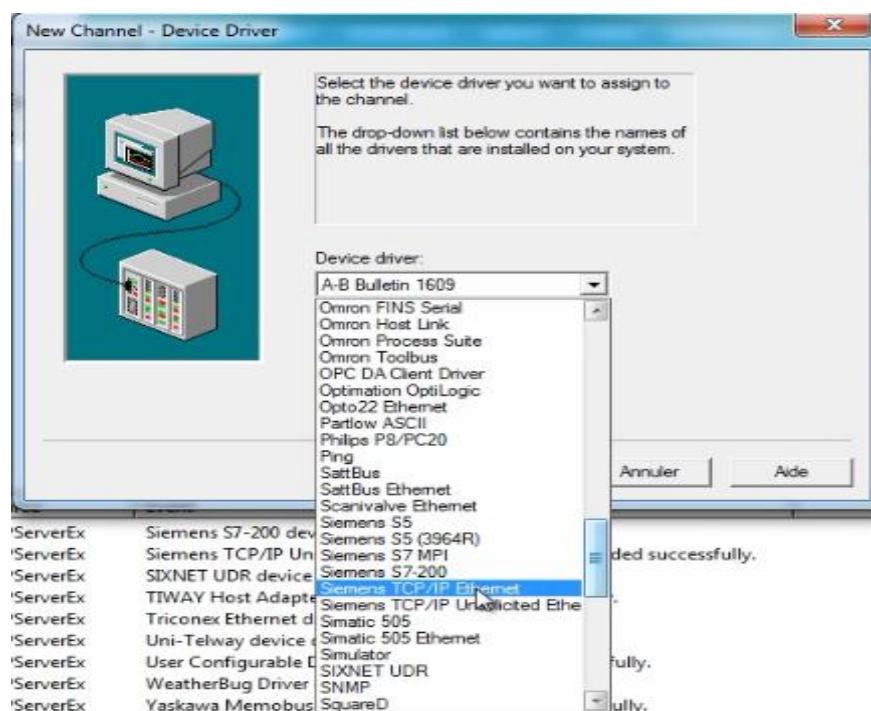 New Channel - Device Driver
Select the device driver you want to assign to
the channel.
The drop-down list below contains the names of
all the drivers that are installed on your system.
Device driver:
A-B Bulletin 1609
Omron FINS Serial
Omron Host Link
Omron Process Suite
Omron Toolbus
OPC DA Client Driver
Optimation OptiLogic
Opto22 Ethernet
Partlow ASCII
Philips P8/PC20
Ping
SattBus
SattBus Ethernet
Scanivalve Ethernet
Siemens S5
Siemens S5 (3964R)
Siemens S7 MPI
Siemens S7-200
Siemens TCP/IP Ethernet
Siemens TCP/IP Unsolicited Ethe
Simatic 505
Simatic 505 Ethernet
Simulator
SIXNET UDR
SNMP
SquareD
Annuler
Aide
ServerEx Siemens S7-200 dev
ServerEx Siemens TCP/IP Un ded successfully.
ServerEx SIXNET UDR device
ServerEx TIWAY Host Adapte
ServerEx Triconex Ethernet d
ServerEx Uni-Telway device
ServerEx User Configurable D fully.
ServerEx WeatherBug Driver
ServerEx Yaskawa Memobus ully.